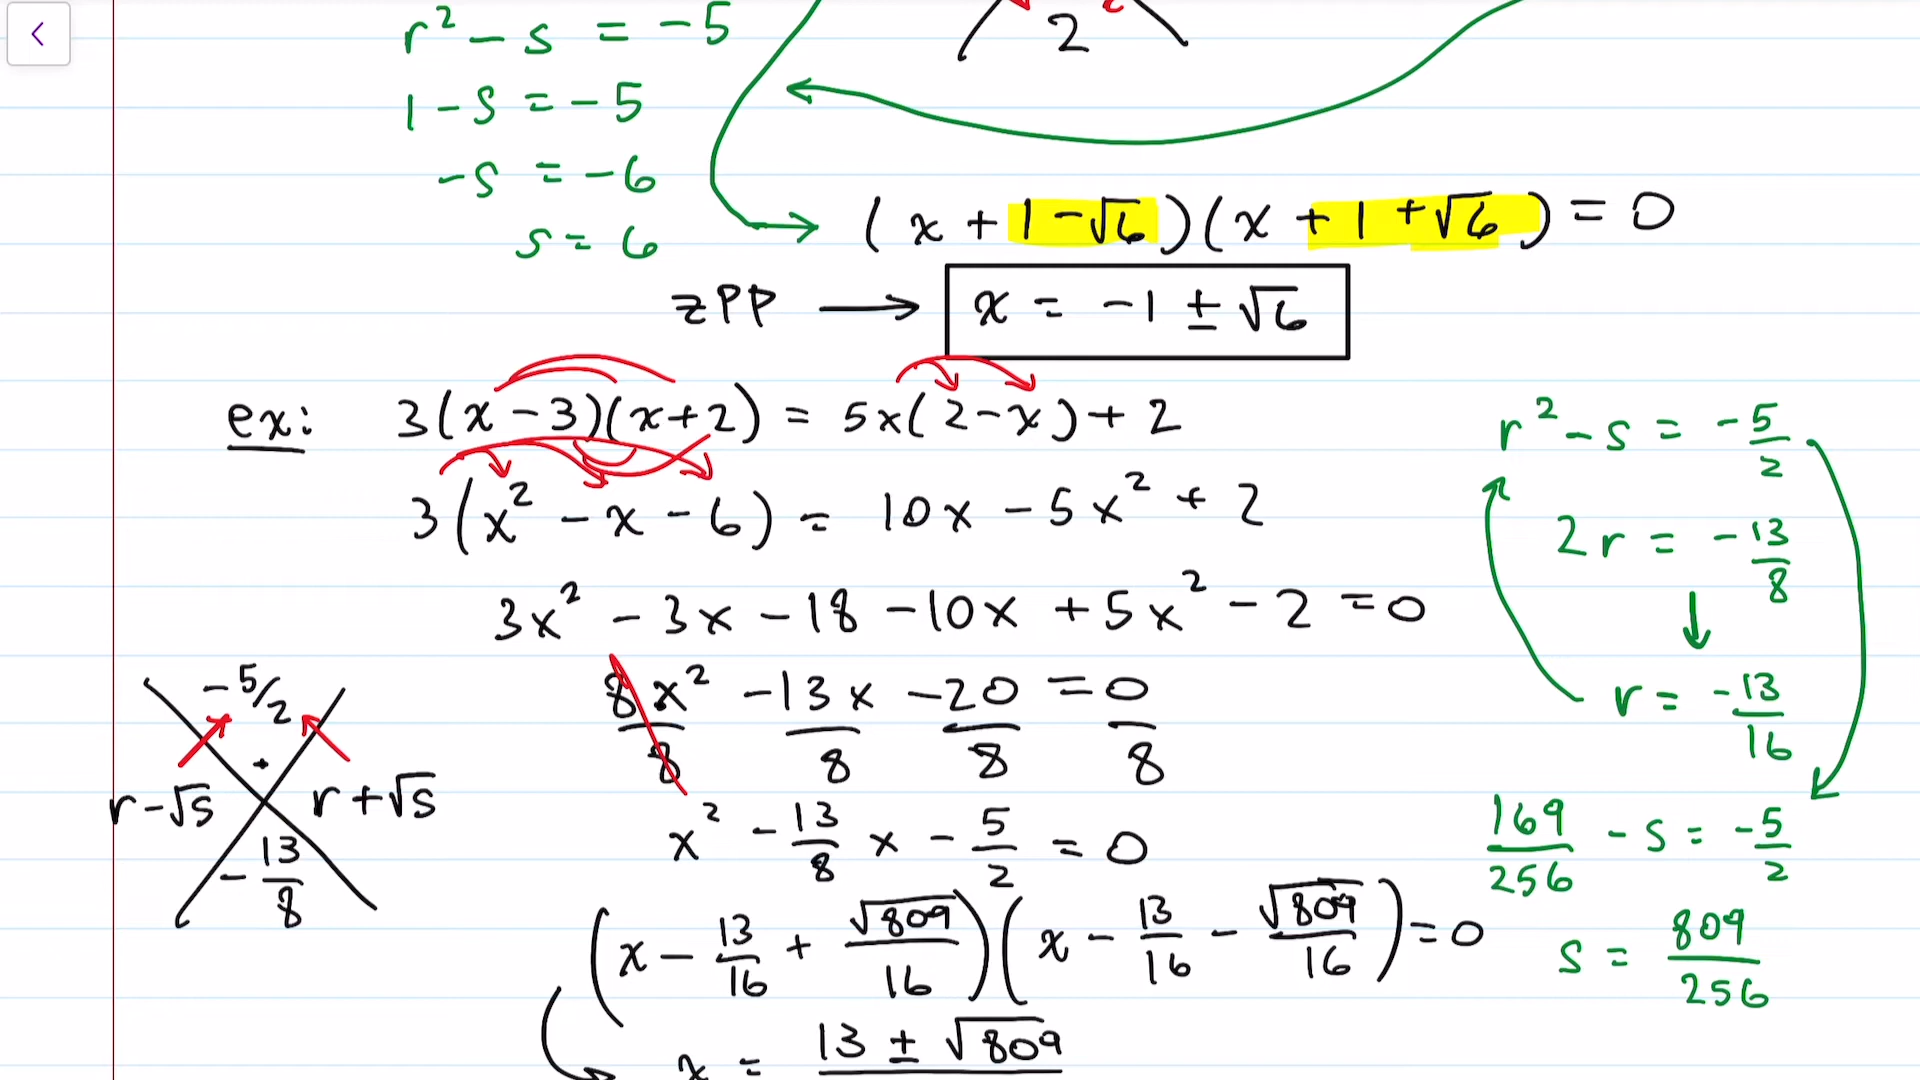 r² - s = -5
2
1 - s = -5
-s = -6
s = 6
(x + 1 - √6)(x + 1 + √6) = 0
ZPP → x = -1 ± √6
ex: 3(x - 3)(x + 2) = 5x(2 - x) + 2
3(x² - x - 6) = 10x - 5x² + 2
3x² - 3x - 18 - 10x + 5x² - 2 = 0
8x²/8 - 13x/8 - 20/8 = 0/8
x² - 13/8 x - 5/2 = 0
(x - 13/16 + √809/16)(x - 13/16 - √809/16) = 0
x = 13 ± √809
-5/2
r - √s r + √s
- 13/8
r² - s = -5/2
2r = -13/8
↓
r = -13/16
169/256 - s = -5/2
s = 809/256